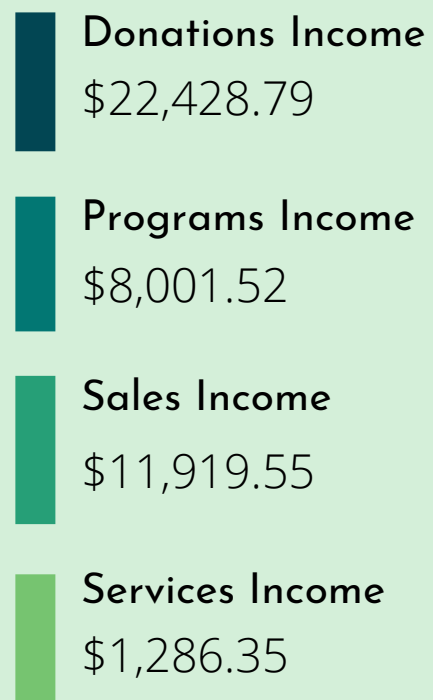 Donations Income
$22,428.79
Programs Income
$8,001.52
Sales Income
$11,919.55
Services Income
$1,286.35